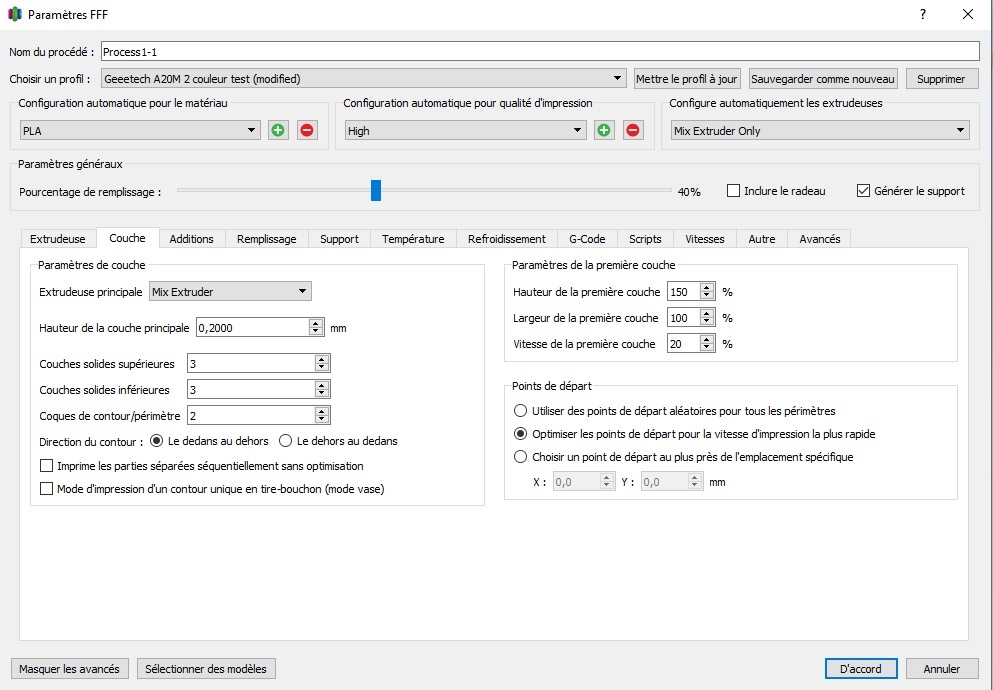 Paramètres FFF ?
Nom du procédé : Process1-1
Choisir un profil : Geeetech A20M 2 couleur test (modified) Mettre le profil à jour Sauvegarder comme nouveau Supprimer
Configuration automatique pour le matériau Configuration automatique pour qualité d'impression Configure automatiquement les extrudeuses
PLA High Mix Extruder Only
Paramètres généraux
Pourcentage de remplissage : 40% Inclure le radeau Générer le support
Extrudeuse Couche Additions Remplissage Support Température Refroidissement G-Code Scripts Vitesses Autre Avancés
Paramètres de couche
Extrudeuse principale Mix Extruder
Hauteur de la couche principale 0,2000 mm
Couches solides supérieures 3
Couches solides inférieures 3
Coques de contour/périmètre 2
Direction du contour : Le dedans au dehors Le dehors au dedans
Imprime les parties séparées séquentiellement sans optimisation
Mode d'impression d'un contour unique en tire-bouchon (mode vase)
Paramètres de la première couche
Hauteur de la première couche 150 %
Largeur de la première couche 100 %
Vitesse de la première couche 20 %
Points de départ
Utiliser des points de départ aléatoires pour tous les périmètres
Optimiser les points de départ pour la vitesse d'impression la plus rapide
Choisir un point de départ au plus près de l'emplacement spécifique
X : 0,0 Y : 0,0 mm
Masquer les avancés Sélectionner des modèles D'accord Annuler